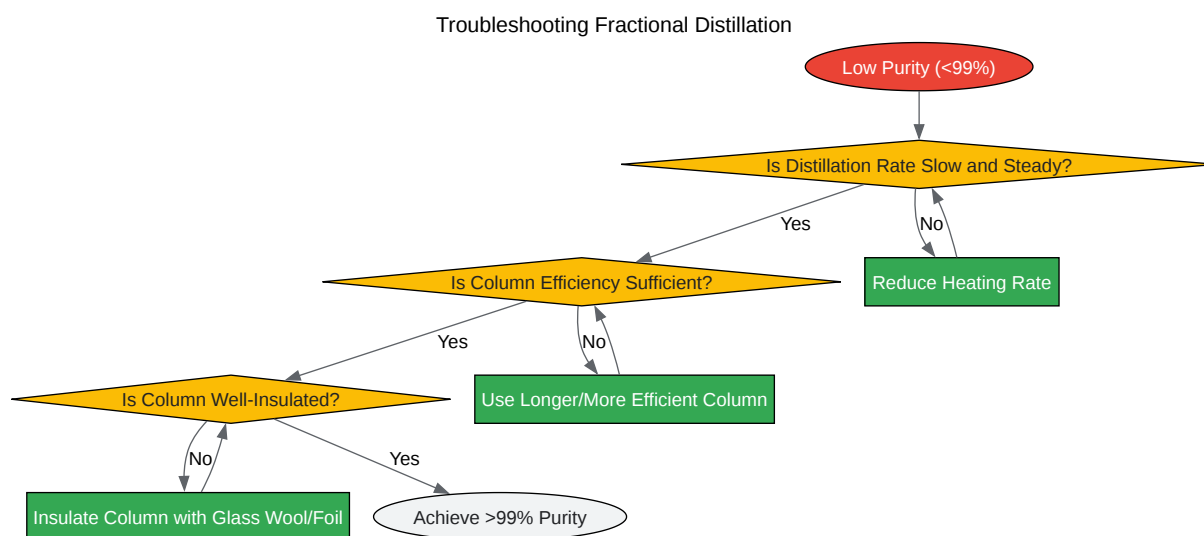 Troubleshooting Fractional Distillation
Low Purity (<99%)
Is Distillation Rate Slow and Steady?
Yes
No
Is Column Efficiency Sufficient?
Reduce Heating Rate
Yes
No
Is Column Well-Insulated?
Use Longer/More Efficient Column
No
Yes
Insulate Column with Glass Wool/Foil
Achieve >99% Purity